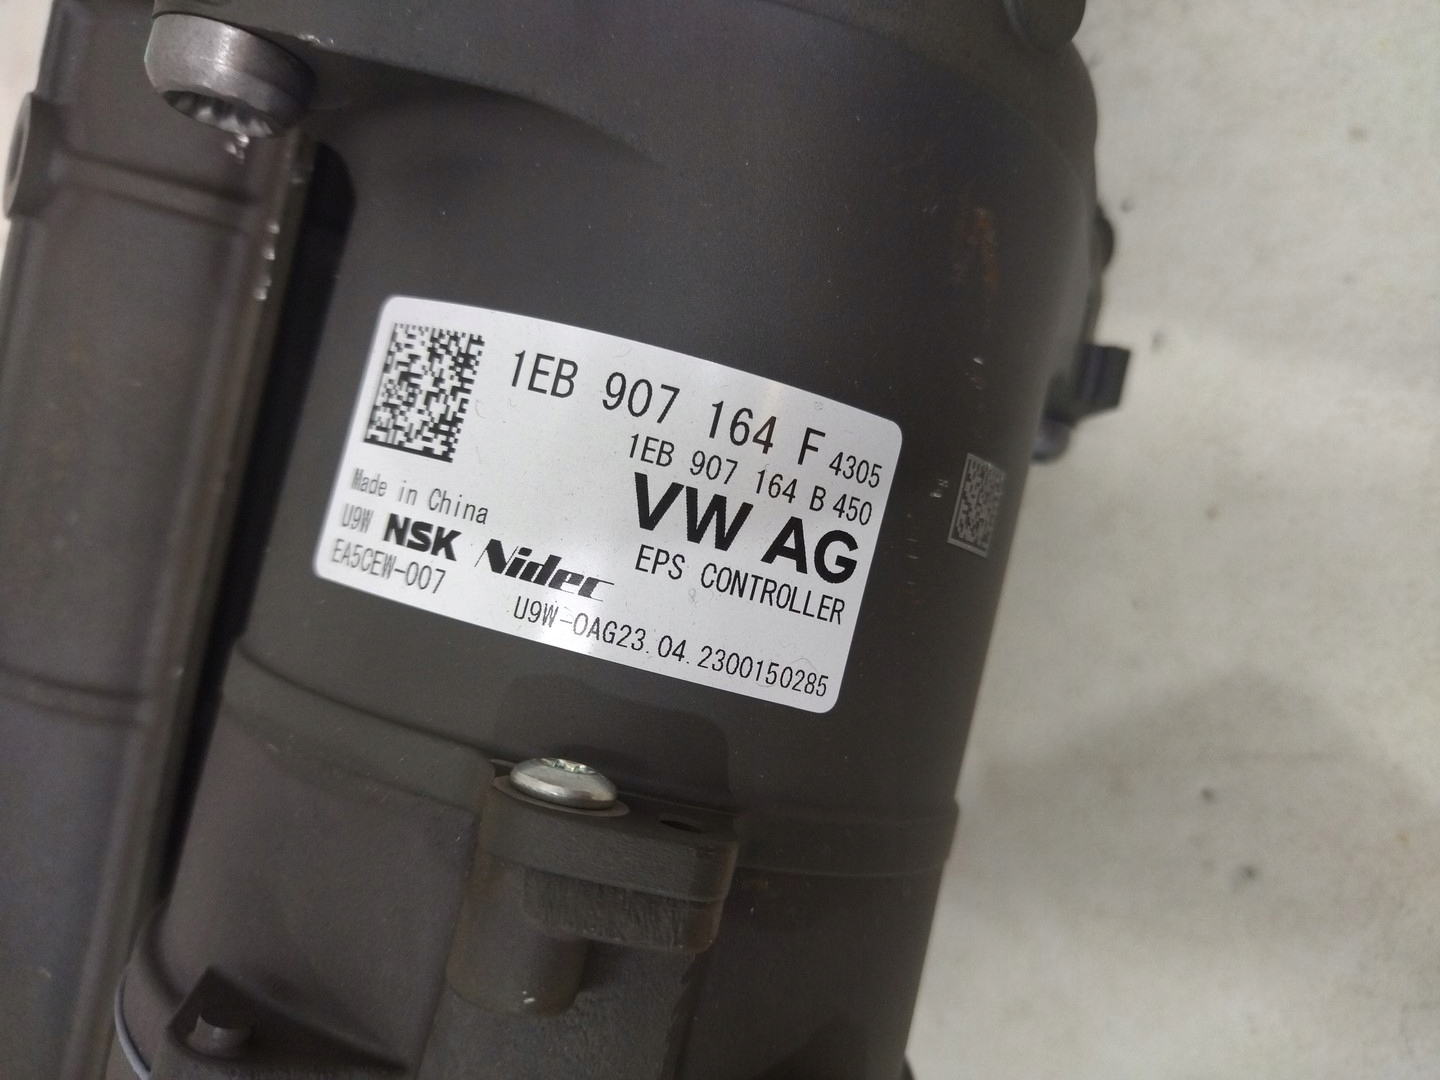 1EB 907 164 F 4305
1EB 907 164 B 450
VW AG
EPS CONTROLLER
Made in China
U9W NSK Nidec
EA5CEW-007
U9W-0AG23.04.2300150285